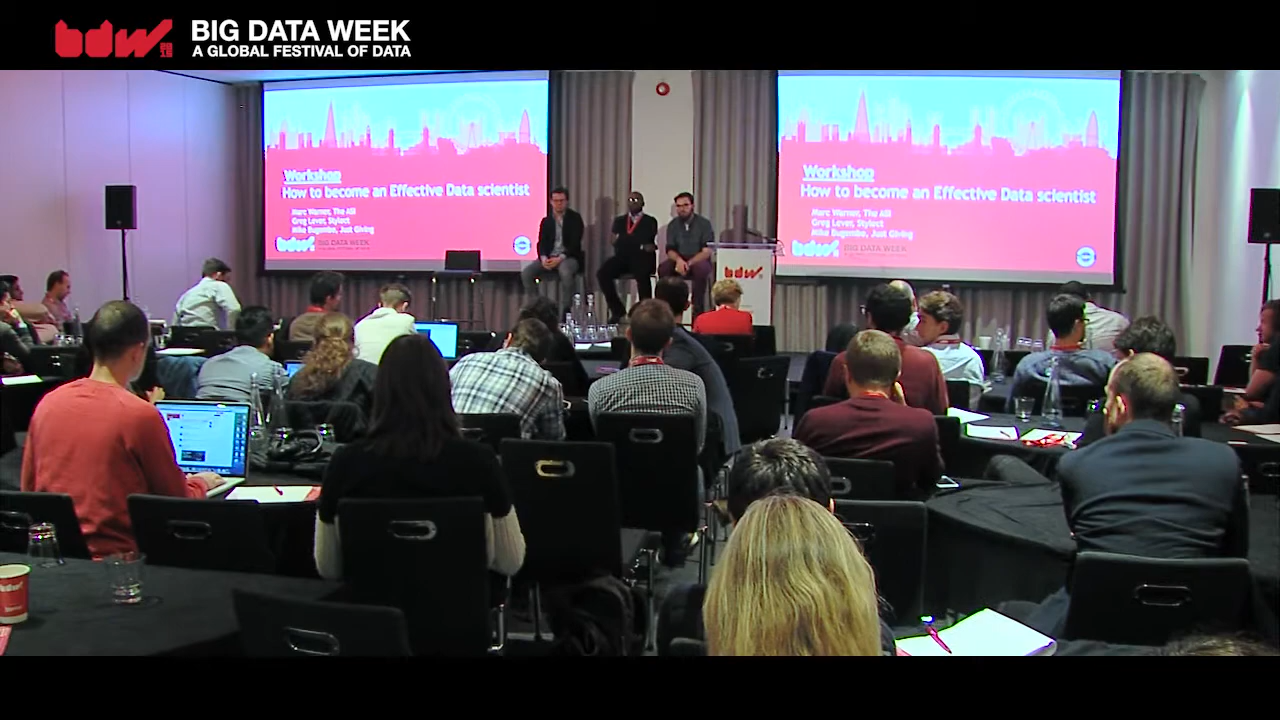 bdw. 2015
BIG DATA WEEK
A GLOBAL FESTIVAL OF DATA
Workshop
How to become an Effective Data scientist
Marc Warner, The ASI
Greg Lever, Stylect
Mike Bugembe, Just Giving
bdw.
BIG DATA WEEK
Workshop
How to become an Effective Data scientist
Marc Warner, The ASI
Greg Lever, Stylect
Mike Bugembe, Just Giving
bdw.
BIG DATA WEEK
bdw.